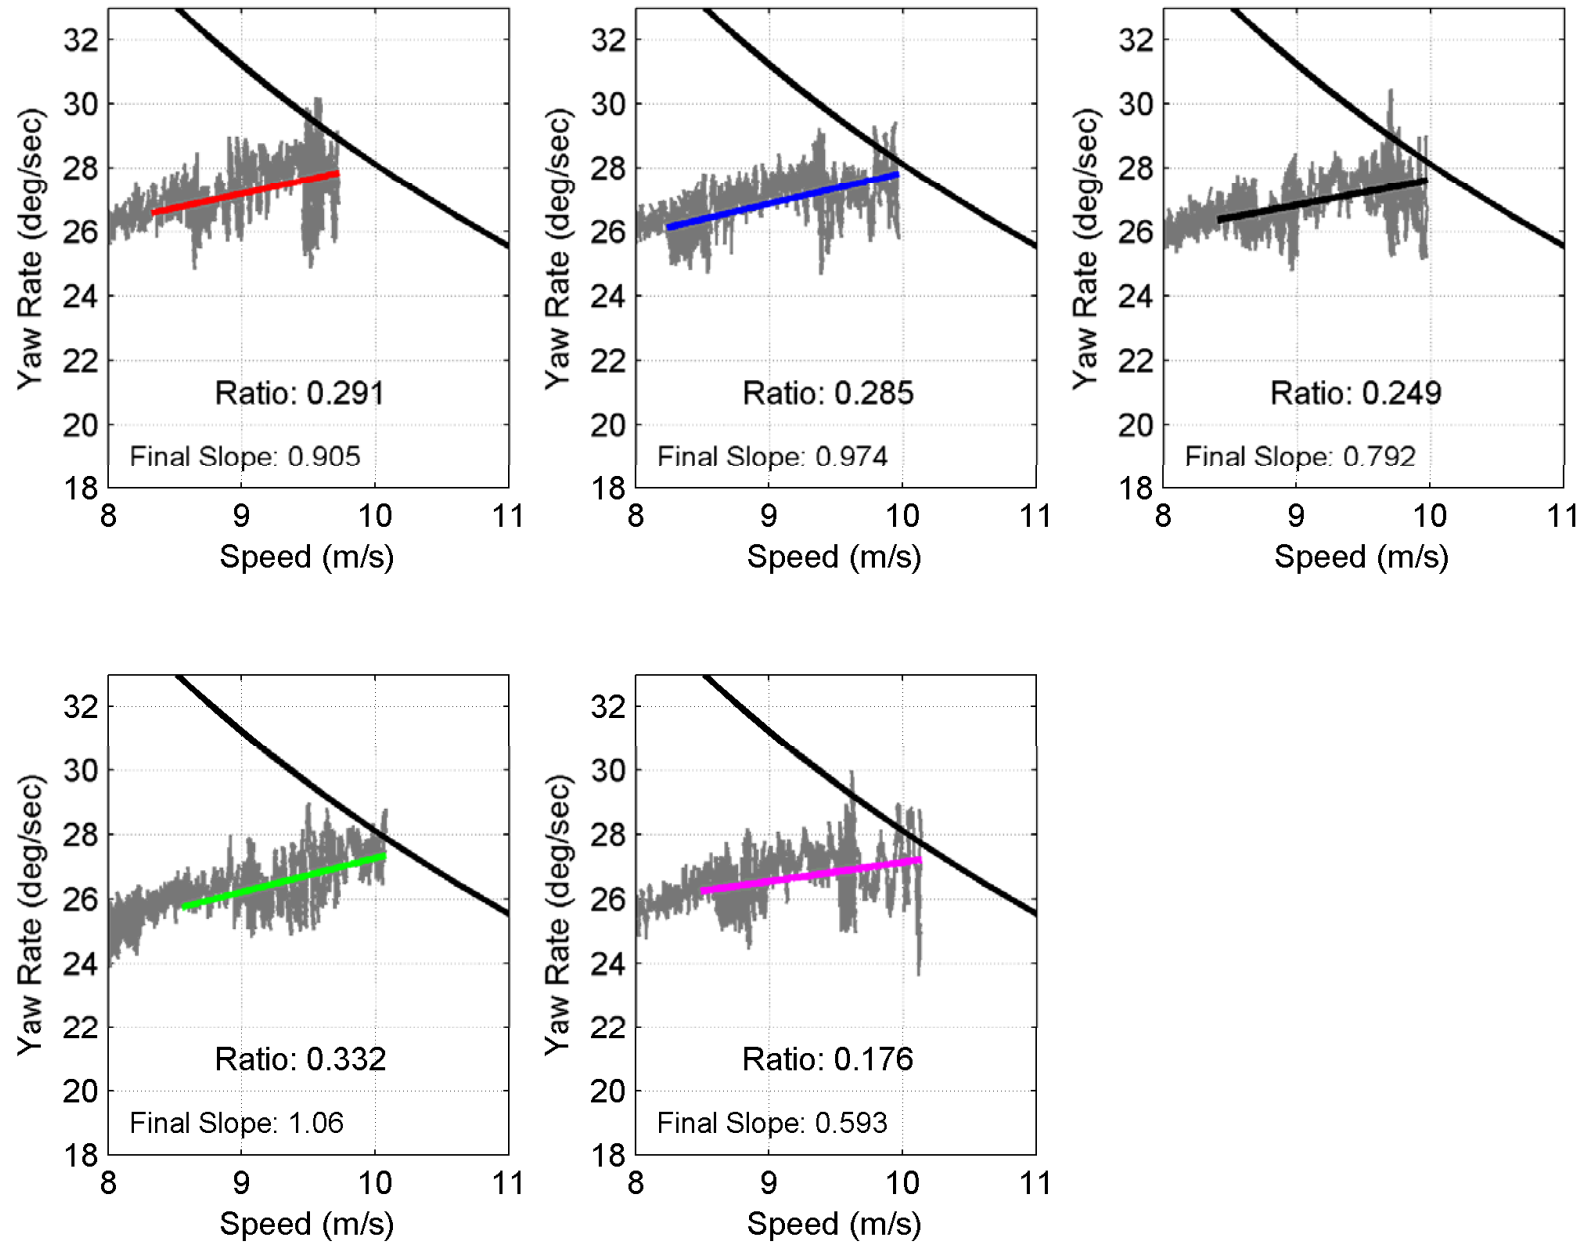 32
30
28
26
24
22
20
18
Yaw Rate (deg/sec)
Ratio: 0.291
Final Slope: 0.905
8 9 10 11
Speed (m/s)
32
30
28
26
24
22
20
18
Yaw Rate (deg/sec)
Ratio: 0.285
Final Slope: 0.974
8 9 10 11
Speed (m/s)
32
30
28
26
24
22
20
18
Yaw Rate (deg/sec)
Ratio: 0.249
Final Slope: 0.792
8 9 10 11
Speed (m/s)
32
30
28
26
24
22
20
18
Yaw Rate (deg/sec)
Ratio: 0.332
Final Slope: 1.06
8 9 10 11
Speed (m/s)
32
30
28
26
24
22
20
18
Yaw Rate (deg/sec)
Ratio: 0.176
Final Slope: 0.593
8 9 10 11
Speed (m/s)